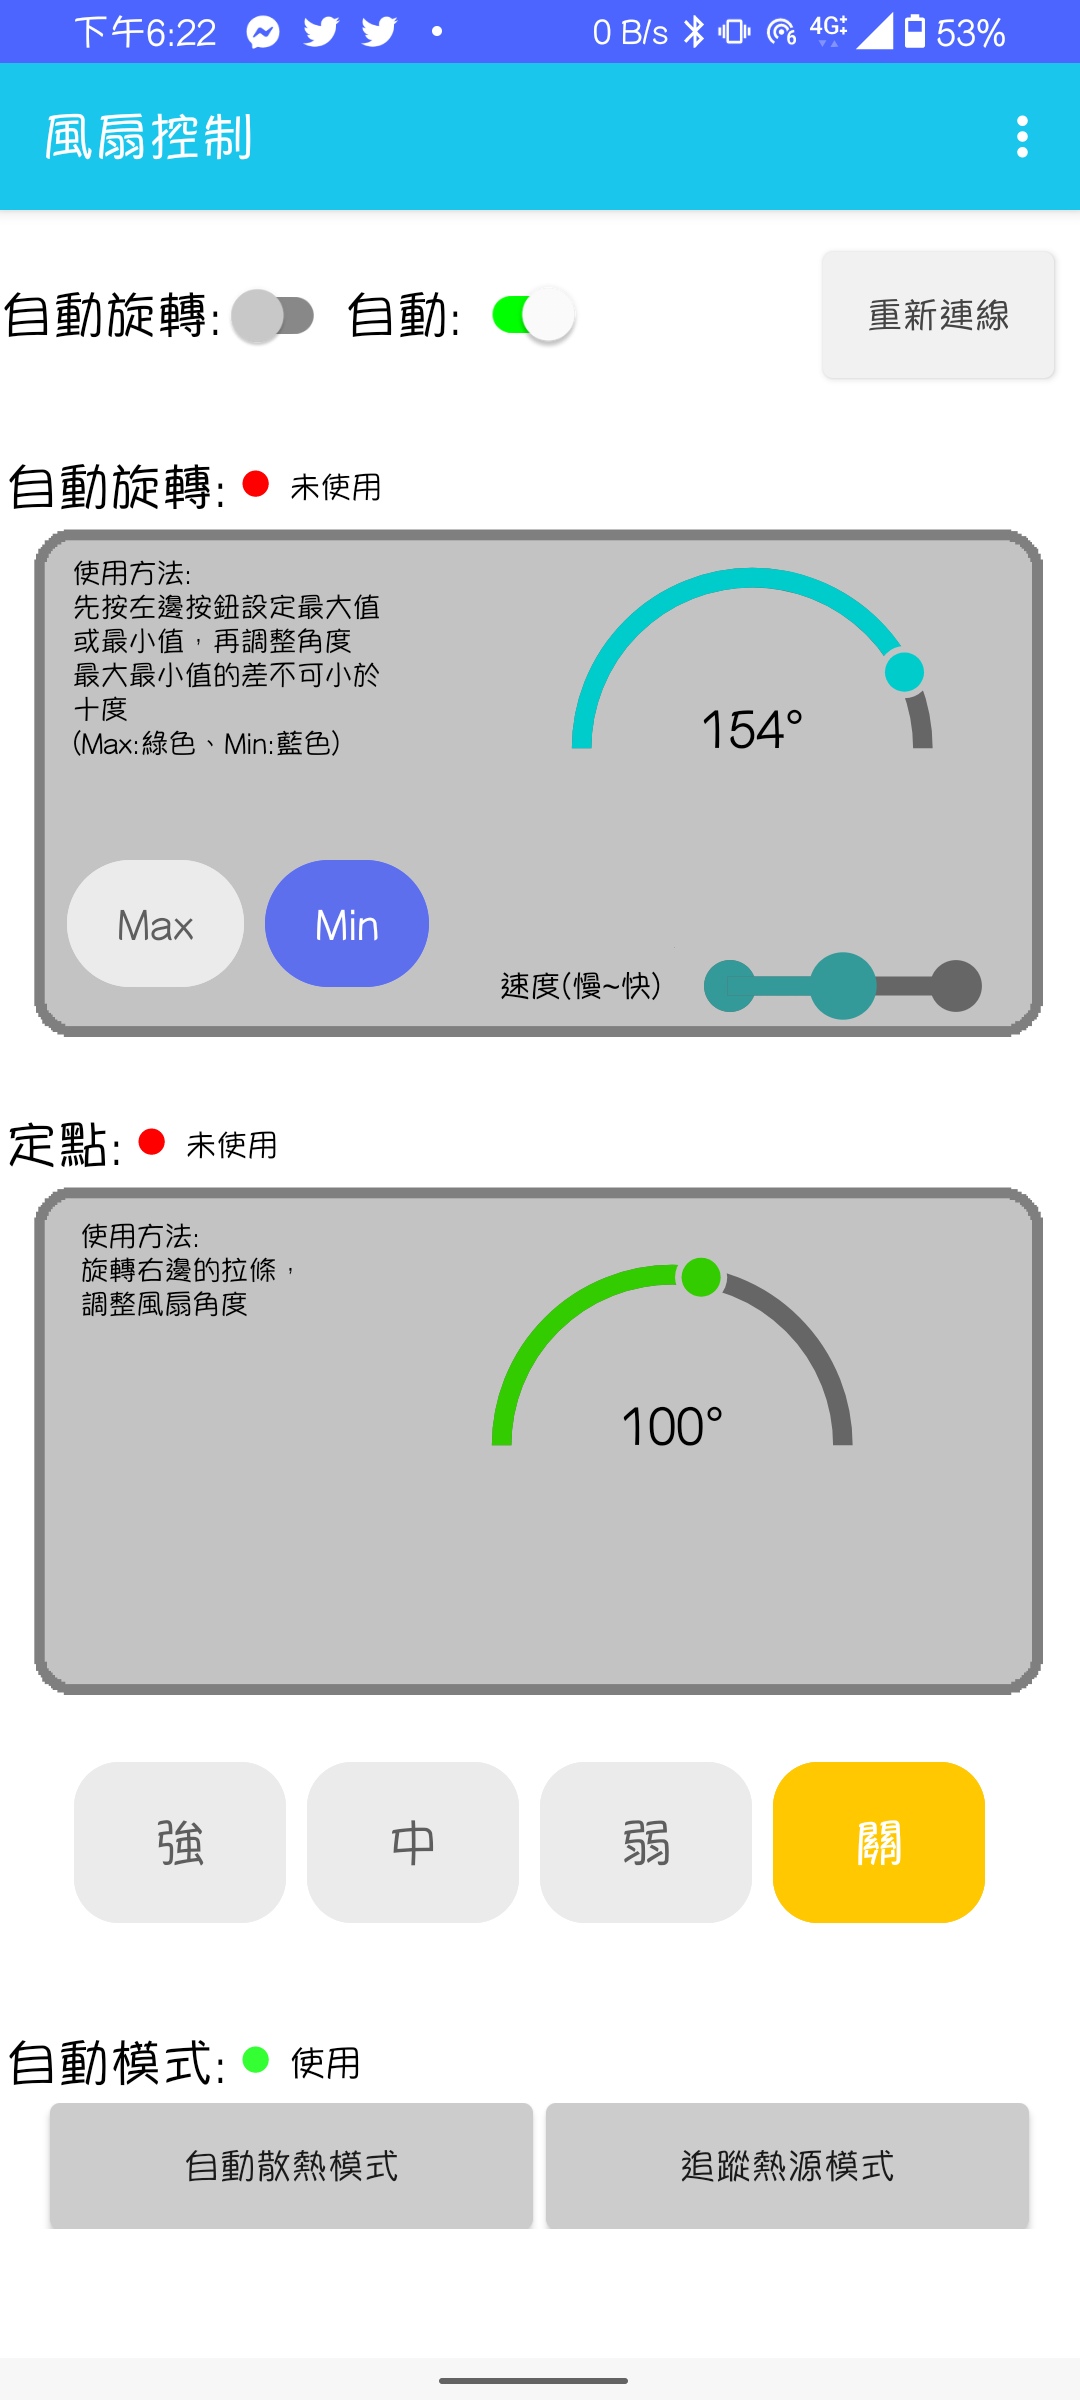 下午6:22 0 B/s 6 4G+ 53%
風扇控制
自動旋轉: 自動: 重新連線
自動旋轉: 未使用
使用方法:
先按左邊按鈕設定最大值
或最小值，再調整角度
最大最小值的差不可小於
十度
(Max:綠色、Min:藍色)
154°
Max Min
速度(慢~快)
定點: 未使用
使用方法:
旋轉右邊的拉條，
調整風扇角度
100°
強 中 弱 關
自動模式: 使用
自動散熱模式 追蹤熱源模式